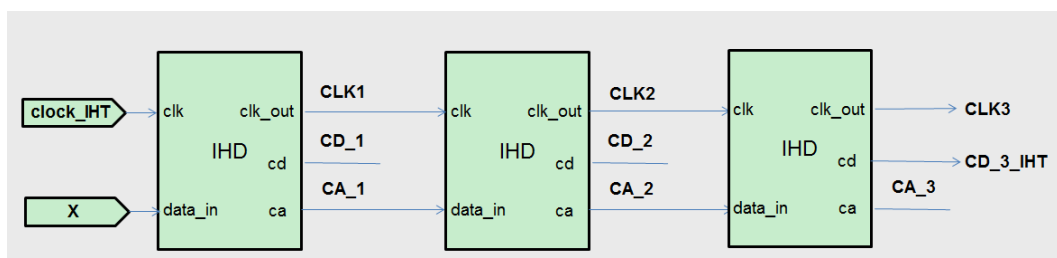 clock_IHT
X
clk
clk_out
IHD
cd
data_in
ca
CLK1
CD_1
CA_1
clk
clk_out
IHD
cd
data_in
ca
CLK2
CD_2
CA_2
clk
clk_out
IHD
cd
data_in
ca
CLK3
CD_3_IHT
CA_3